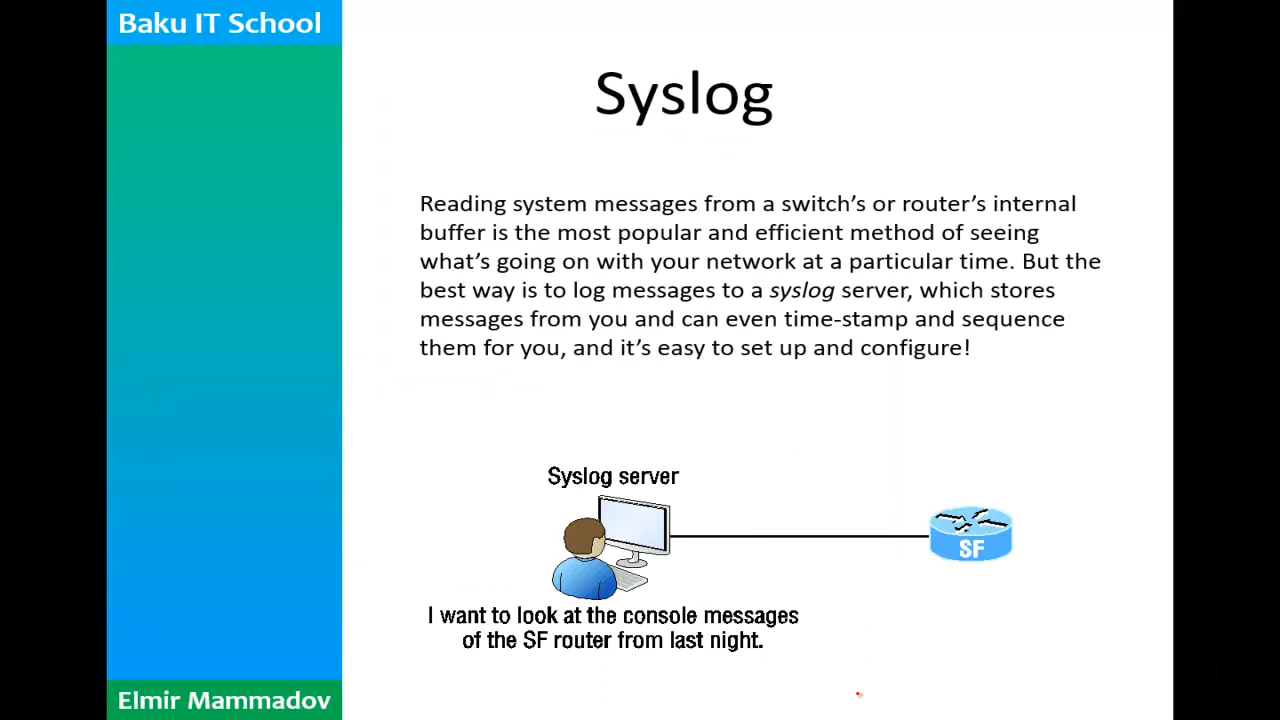 Baku IT School
Syslog
Reading system messages from a switch's or router's internal
buffer is the most popular and efficient method of seeing
what's going on with your network at a particular time. But the
best way is to log messages to a syslog server, which stores
messages from you and can even time-stamp and sequence
them for you, and it's easy to set up and configure!
Syslog server
SF
I want to look at the console messages
of the SF router from last night.
Elmir Mammadov